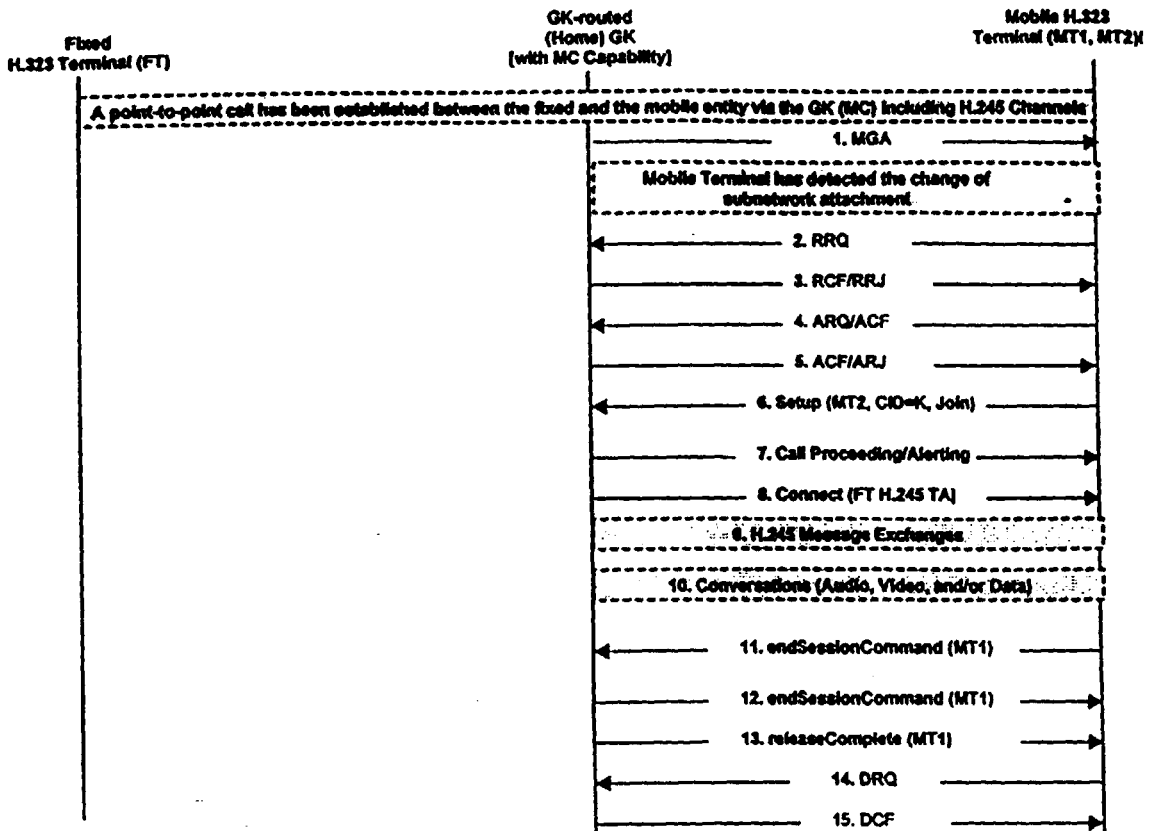 Fixed
H.323 Terminal (FT)
GK-routed
(Home) GK
[with MC Capability]
Mobile H.323
Terminal (MT1, MT2)(
A point-to-point call has been established between the fixed and the mobile entity via the GK (MC) Including H.245 Channels
1. MGA
Mobile Terminal has detected the change of
subnetwork attachment
2. RRQ
3. RCF/RRJ
4. ARQ/ACF
5. ACF/ARJ
6. Setup (MT2, CID=K, Join)
7. Call Proceeding/Alerting
8. Connect (FT H.245 TA)
9. H.245 Message Exchanges
10. Conversations (Audio, Video, and/or Data)
11. endSessionCommand (MT1)
12. endSessionCommand (MT1)
13. releaseComplete (MT1)
14. DRQ
15. DCF